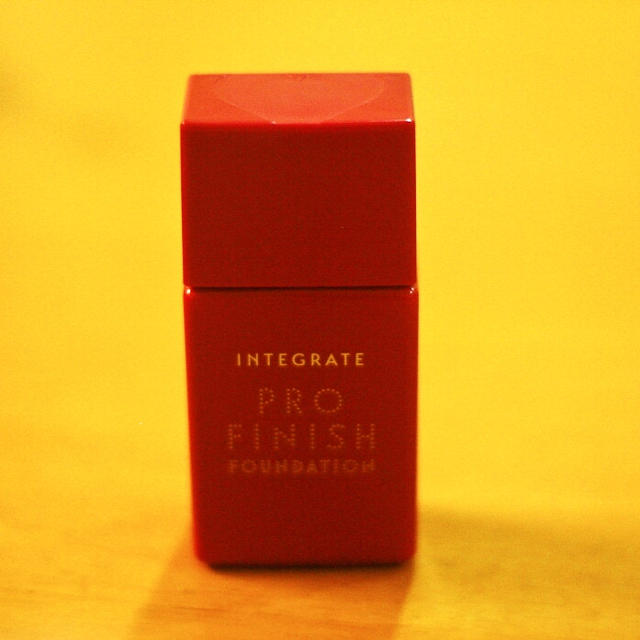 INTEGRATE
PRO
FINISH
FOUNDATION